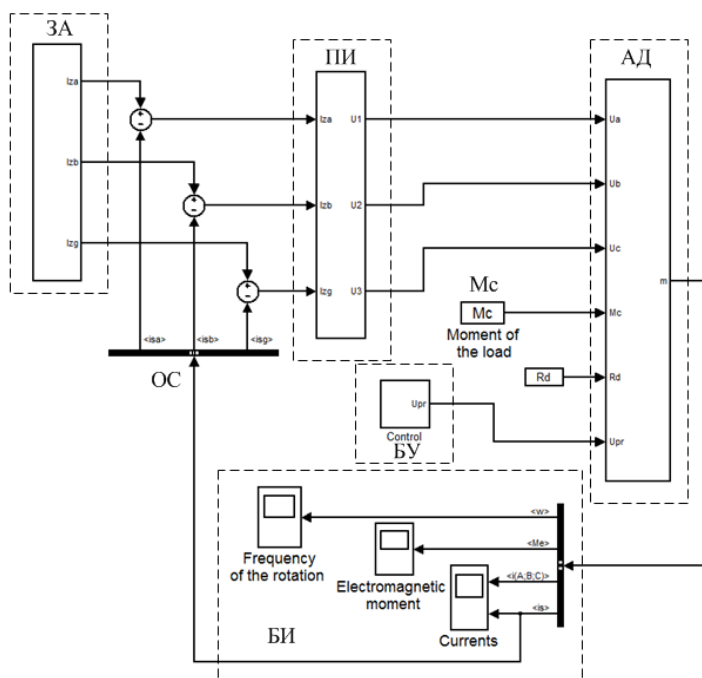 ЗА
ПИ
АД
Iza
Izb
Izg
+
−
+
−
+
−
Iza
Izb
Izg
U1
U2
U3
Ua
Ub
Uc
Mc
Rd
Upr
m
Мс
Mc
Moment of
the load
Rd
<isa>
<isb>
<isg>
ОС
Upr
Control
БУ
<w>
<Me>
<i(A;B;C)>
<is>
Frequency
of the rotation
Electromagnetic
moment
Currents
БИ